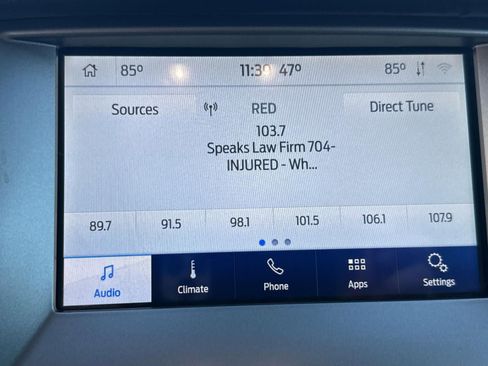 85° 11:30 47° 85°
Sources RED Direct Tune
103.7
Speaks Law Firm 704-
INJURED - Wh...
89.7 91.5 98.1 101.5 106.1 107.9
Audio Climate Phone Apps Settings